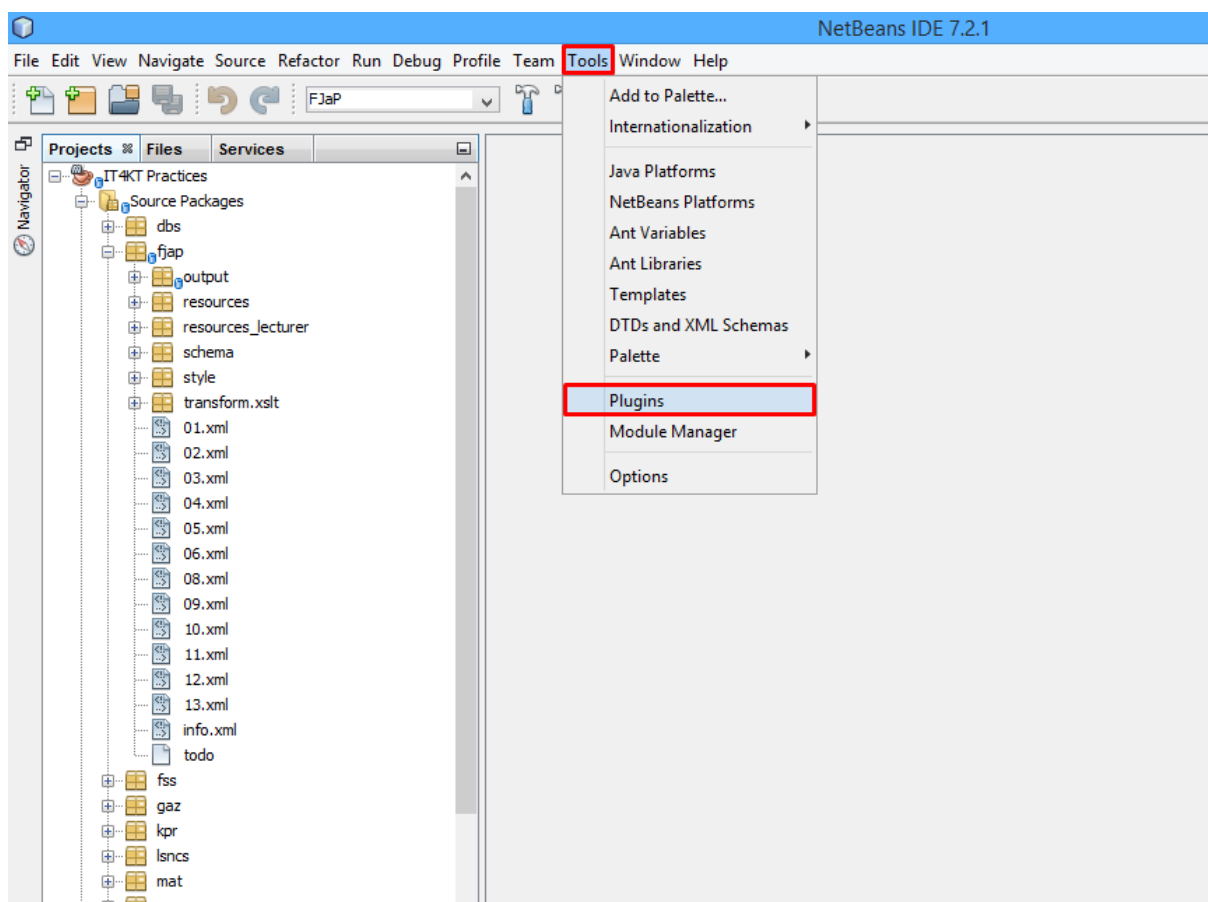 NetBeans IDE 7.2.1
File Edit View Navigate Source Refactor Run Debug Profile Team Tools Window Help
FJaP
Add to Palette...
Internationalization
Java Platforms
NetBeans Platforms
Ant Variables
Ant Libraries
Templates
DTDs and XML Schemas
Palette
Plugins
Module Manager
Options
Navigator
Projects Files Services
IT4KT Practices
Source Packages
dbs
fjap
output
resources
resources_lecturer
schema
style
transform.xslt
01.xml
02.xml
03.xml
04.xml
05.xml
06.xml
08.xml
09.xml
10.xml
11.xml
12.xml
13.xml
info.xml
todo
fss
gaz
kpr
lsncs
mat